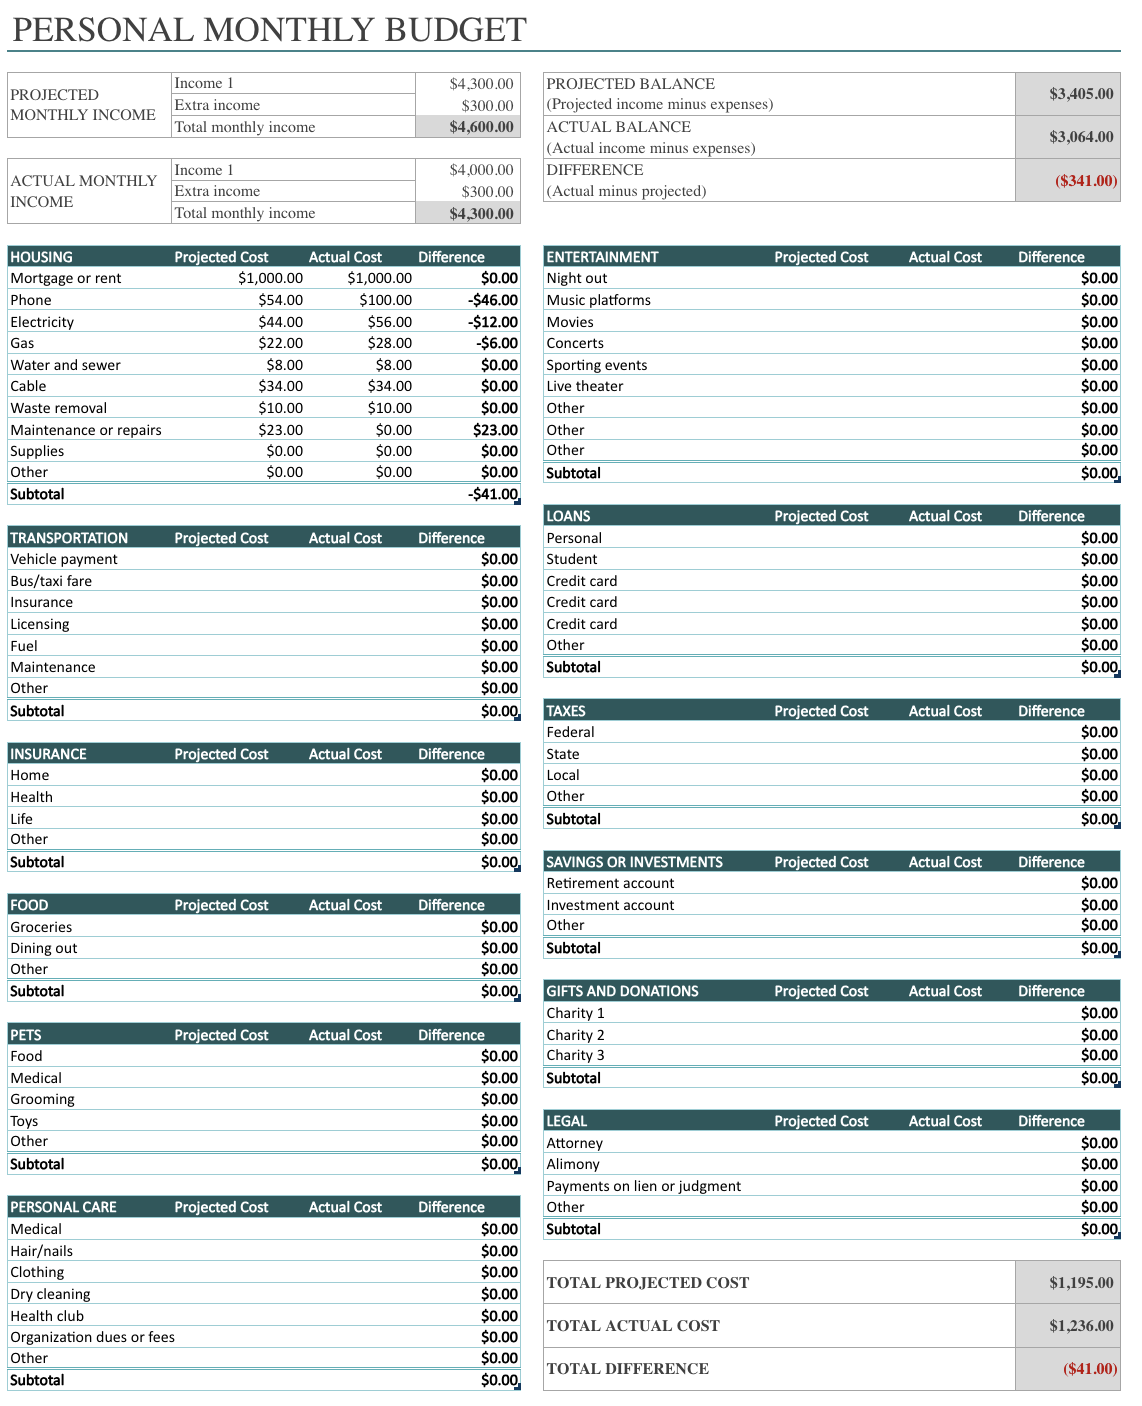 PERSONAL MONTHLY BUDGET
PROJECTED MONTHLY INCOME
Income 1 $4,300.00
Extra income $300.00
Total monthly income $4,600.00
ACTUAL MONTHLY INCOME
Income 1 $4,000.00
Extra income $300.00
Total monthly income $4,300.00
PROJECTED BALANCE
(Projected income minus expenses) $3,405.00
ACTUAL BALANCE
(Actual income minus expenses) $3,064.00
DIFFERENCE
(Actual minus projected) ($341.00)
HOUSING Projected Cost Actual Cost Difference
Mortgage or rent $1,000.00 $1,000.00 $0.00
Phone $54.00 $100.00 -$46.00
Electricity $44.00 $56.00 -$12.00
Gas $22.00 $28.00 -$6.00
Water and sewer $8.00 $8.00 $0.00
Cable $34.00 $34.00 $0.00
Waste removal $10.00 $10.00 $0.00
Maintenance or repairs $23.00 $0.00 $23.00
Supplies $0.00 $0.00 $0.00
Other $0.00 $0.00 $0.00
Subtotal -$41.00
TRANSPORTATION Projected Cost Actual Cost Difference
Vehicle payment $0.00
Bus/taxi fare $0.00
Insurance $0.00
Licensing $0.00
Fuel $0.00
Maintenance $0.00
Other $0.00
Subtotal $0.00
INSURANCE Projected Cost Actual Cost Difference
Home $0.00
Health $0.00
Life $0.00
Other $0.00
Subtotal $0.00
FOOD Projected Cost Actual Cost Difference
Groceries $0.00
Dining out $0.00
Other $0.00
Subtotal $0.00
PETS Projected Cost Actual Cost Difference
Food $0.00
Medical $0.00
Grooming $0.00
Toys $0.00
Other $0.00
Subtotal $0.00
PERSONAL CARE Projected Cost Actual Cost Difference
Medical $0.00
Hair/nails $0.00
Clothing $0.00
Dry cleaning $0.00
Health club $0.00
Organization dues or fees $0.00
Other $0.00
Subtotal $0.00
ENTERTAINMENT Projected Cost Actual Cost Difference
Night out $0.00
Music platforms $0.00
Movies $0.00
Concerts $0.00
Sporting events $0.00
Live theater $0.00
Other $0.00
Other $0.00
Other $0.00
Subtotal $0.00
LOANS Projected Cost Actual Cost Difference
Personal $0.00
Student $0.00
Credit card $0.00
Credit card $0.00
Credit card $0.00
Other $0.00
Subtotal $0.00
TAXES Projected Cost Actual Cost Difference
Federal $0.00
State $0.00
Local $0.00
Other $0.00
Subtotal $0.00
SAVINGS OR INVESTMENTS Projected Cost Actual Cost Difference
Retirement account $0.00
Investment account $0.00
Other $0.00
Subtotal $0.00
GIFTS AND DONATIONS Projected Cost Actual Cost Difference
Charity 1 $0.00
Charity 2 $0.00
Charity 3 $0.00
Subtotal $0.00
LEGAL Projected Cost Actual Cost Difference
Attorney $0.00
Alimony $0.00
Payments on lien or judgment $0.00
Other $0.00
Subtotal $0.00
TOTAL PROJECTED COST $1,195.00
TOTAL ACTUAL COST $1,236.00
TOTAL DIFFERENCE ($41.00)